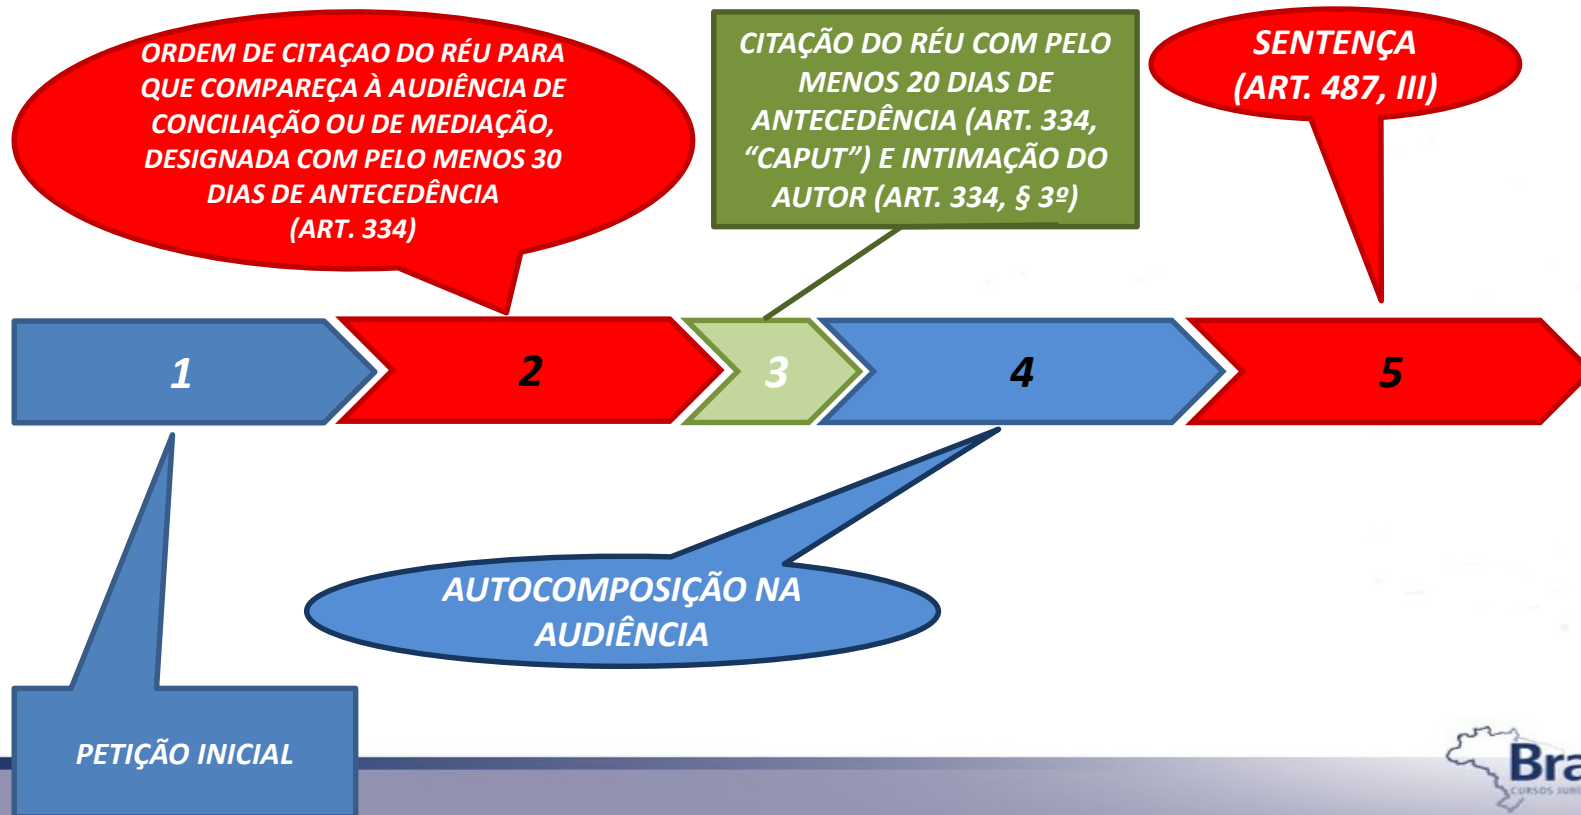 ORDEM DE CITAÇAO DO RÉU PARA
QUE COMPAREÇA À AUDIÊNCIA DE
CONCILIAÇÃO OU DE MEDIAÇÃO,
DESIGNADA COM PELO MENOS 30
DIAS DE ANTECEDÊNCIA
(ART. 334)
CITAÇÃO DO RÉU COM PELO
MENOS 20 DIAS DE
ANTECEDÊNCIA (ART. 334,
“CAPUT”) E INTIMAÇÃO DO
AUTOR (ART. 334, § 3º)
SENTENÇA
(ART. 487, III)
1
2
3
4
5
AUTOCOMPOSIÇÃO NA
AUDIÊNCIA
PETIÇÃO INICIAL
Bra
CURSOS JURÍ